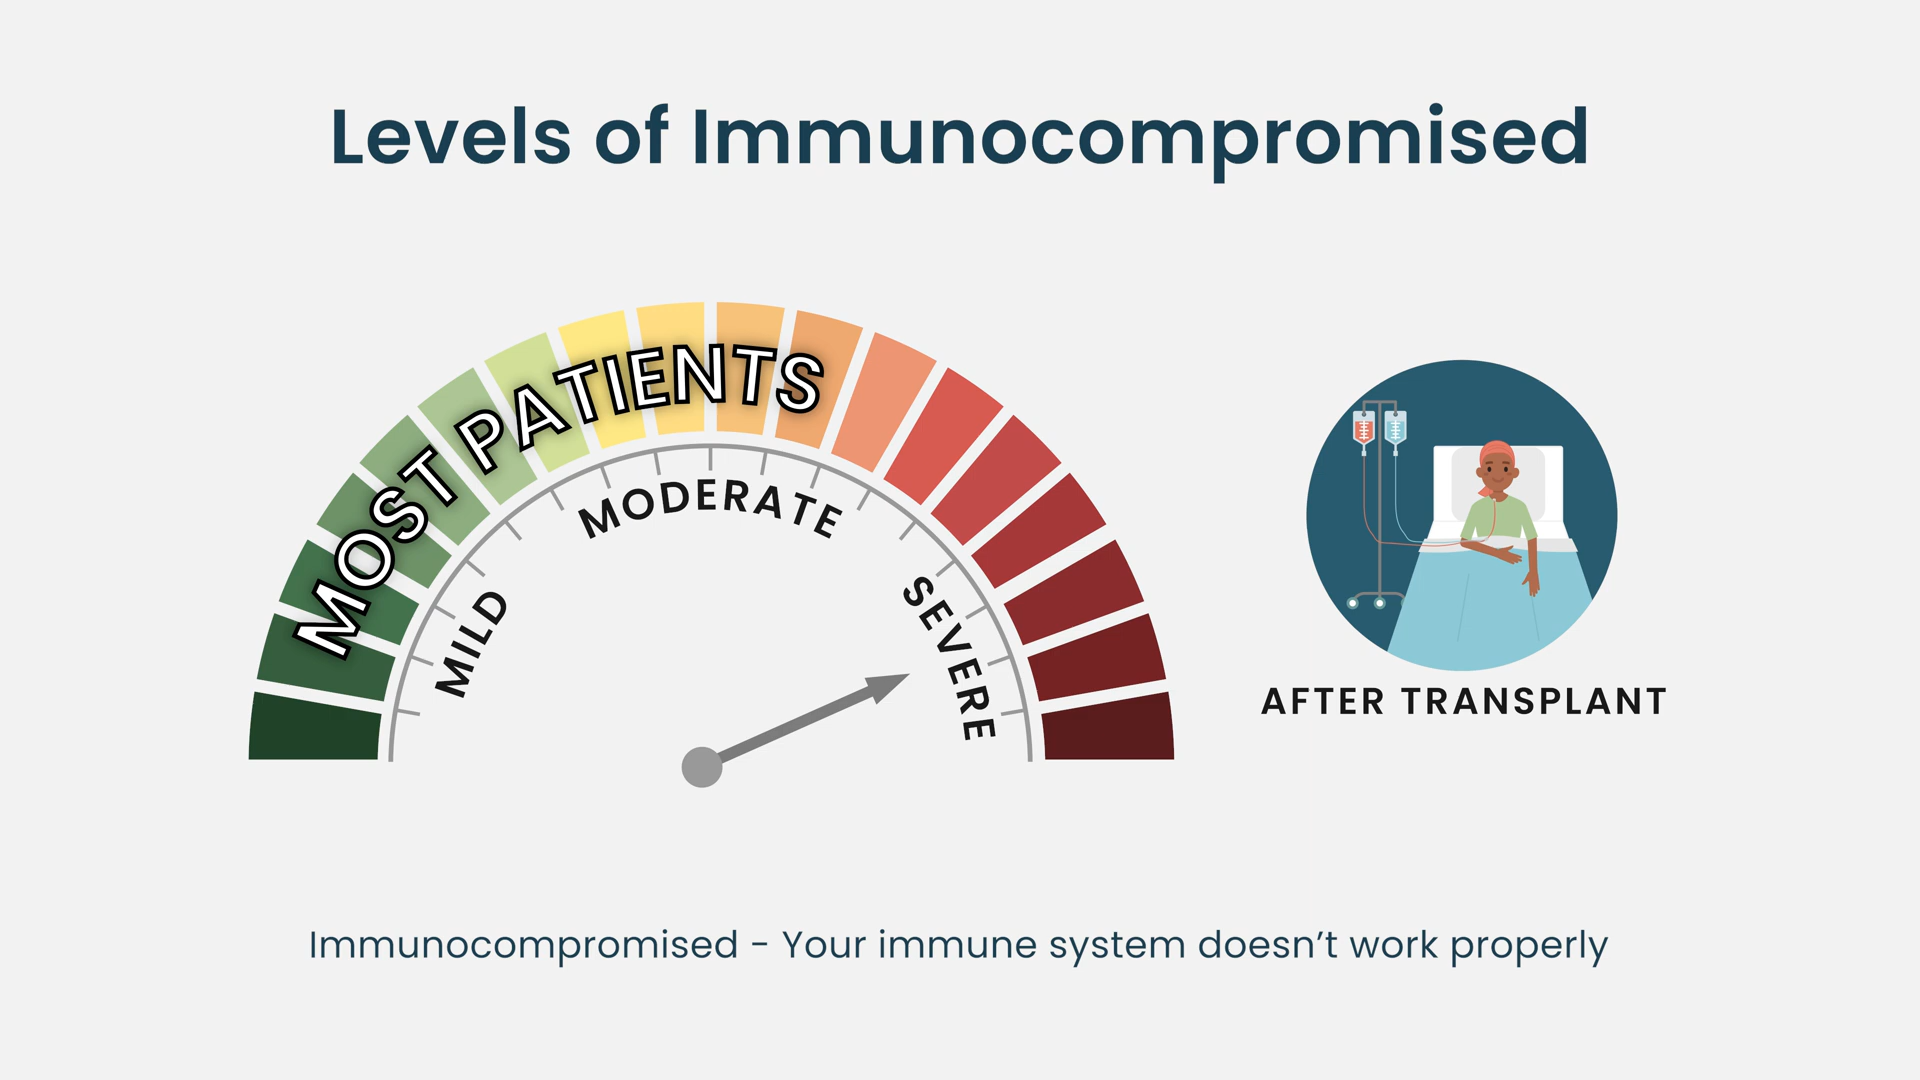 Levels of Immunocompromised
MOST PATIENTS
MILD
MODERATE
SEVERE
AFTER TRANSPLANT
Immunocompromised - Your immune system doesn’t work properly